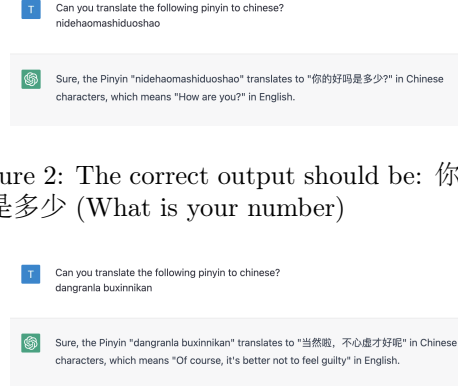 T Can you translate the following pinyin to chinese?
nidehaomashiduoshao
Sure, the Pinyin "nidehaomashiduoshao" translates to "你的好吗是多少?" in Chinese
characters, which means "How are you?" in English.
ure 2: The correct output should be: 你
是多少 (What is your number)
T Can you translate the following pinyin to chinese?
dangranla buxinnikan
Sure, the Pinyin "dangranla buxinnikan" translates to "当然啦，不心虚才好呢" in Chinese
characters, which means "Of course, it's better not to feel guilty" in English.